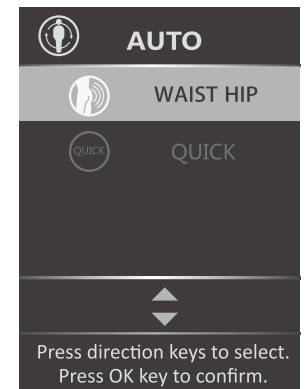 AUTO
WAIST HIP
QUICK QUICK
Press direction keys to select.
Press OK key to confirm.